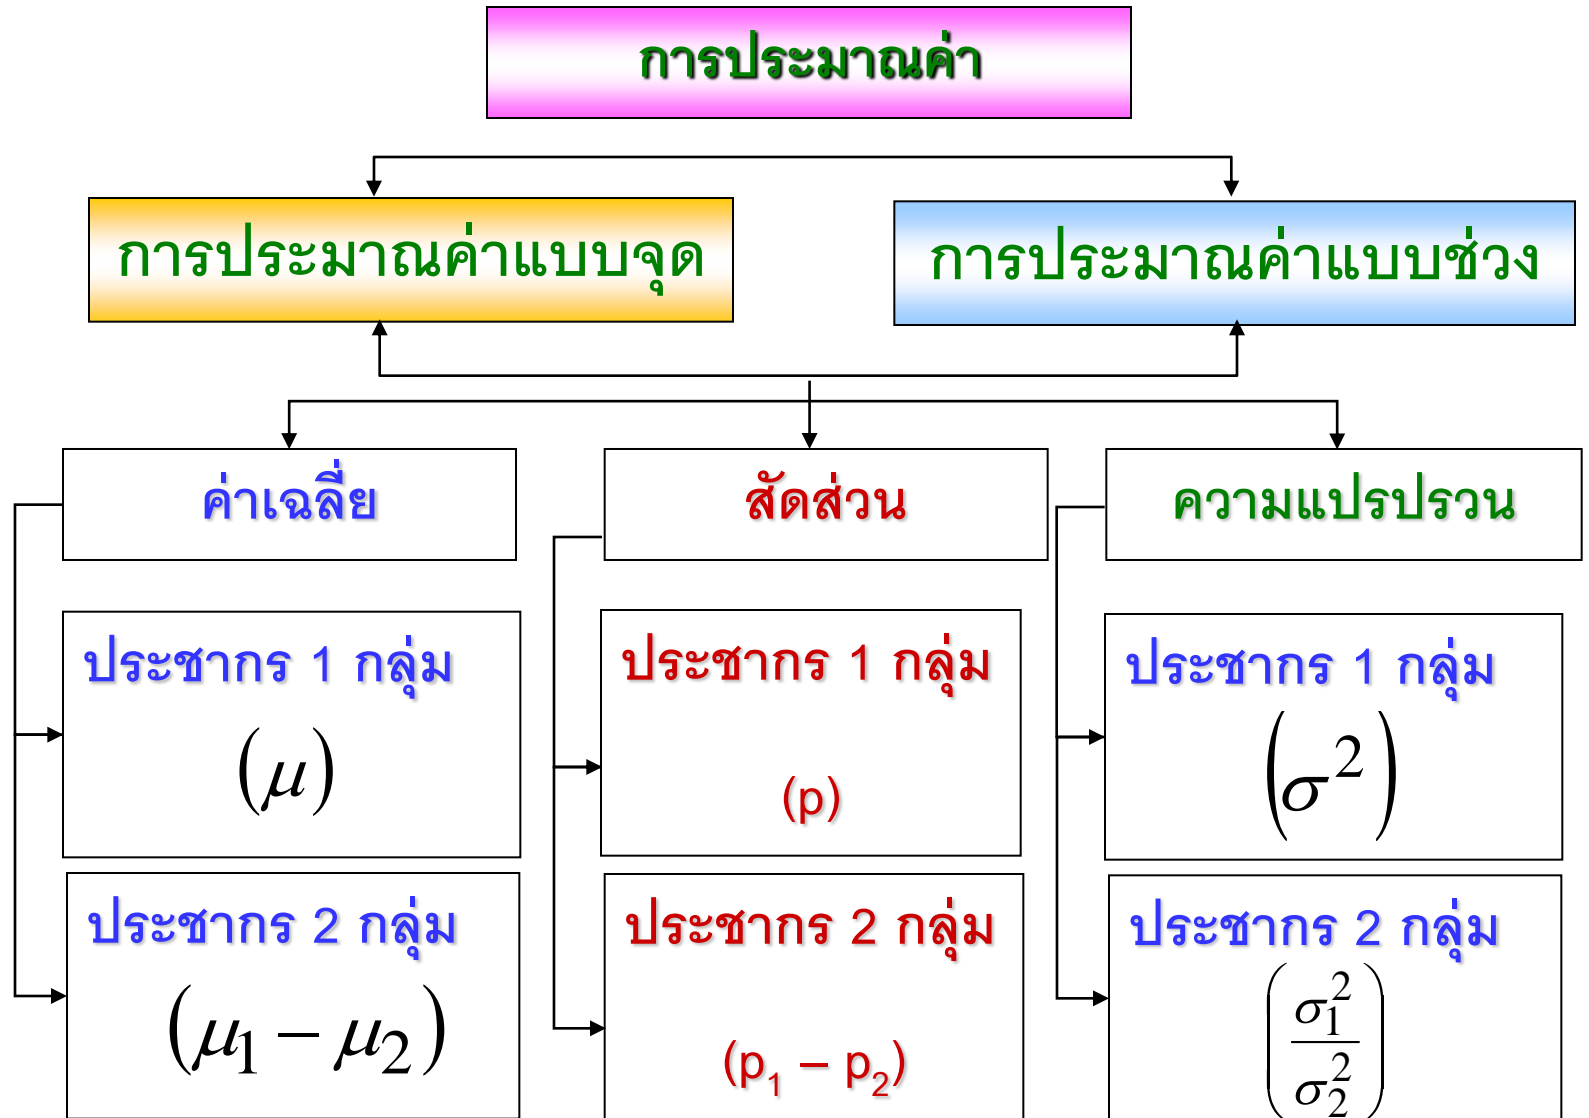 การประมาณค่า
การประมาณค่าแบบจุด
การประมาณค่าแบบช่วง
ค่าเฉลี่ย
สัดส่วน
ความแปรปรวน
ประชากร 1 กลุ่ม
(μ)
ประชากร 1 กลุ่ม
(p)
ประชากร 1 กลุ่ม
(σ²)
ประชากร 2 กลุ่ม
(μ₁ − μ₂)
ประชากร 2 กลุ่ม
(p₁ – p₂)
ประชากร 2 กลุ่ม
(σ₁²/σ₂²)